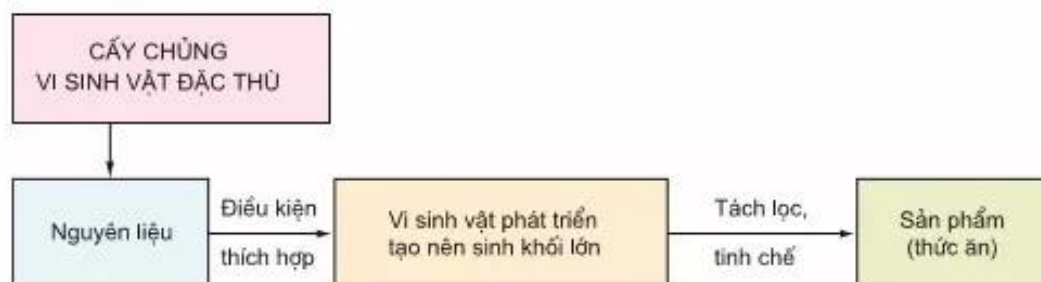 CẤY CHỦNG
VI SINH VẬT ĐẶC THÙ
Nguyên liệu
Điều kiện
thích hợp
Vi sinh vật phát triển
tạo nên sinh khối lớn
Tách lọc,
tinh chế
Sản phẩm
(thức ăn)